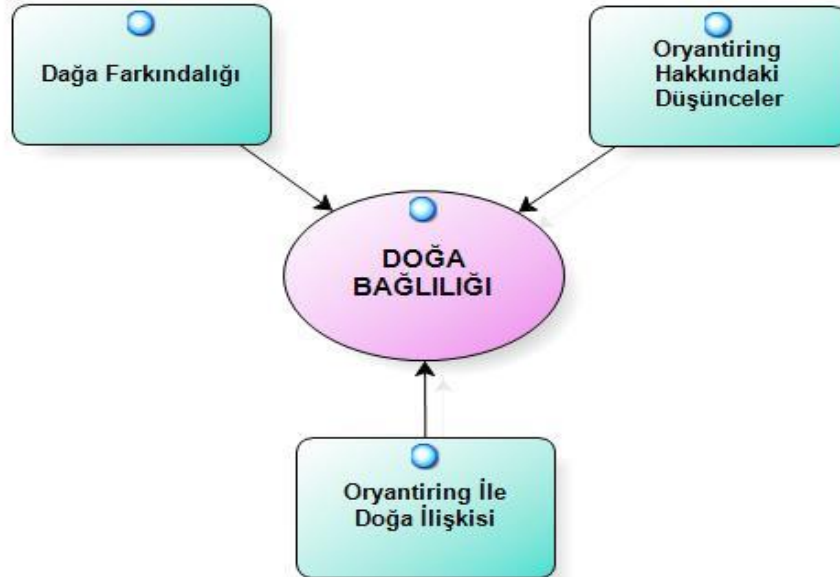 Dağa Farkındalığı
Oryantiring
Hakkındaki
Düşünceler
DOĞA
BAĞLILIĞI
Oryantiring İle
Doğa İlişkisi